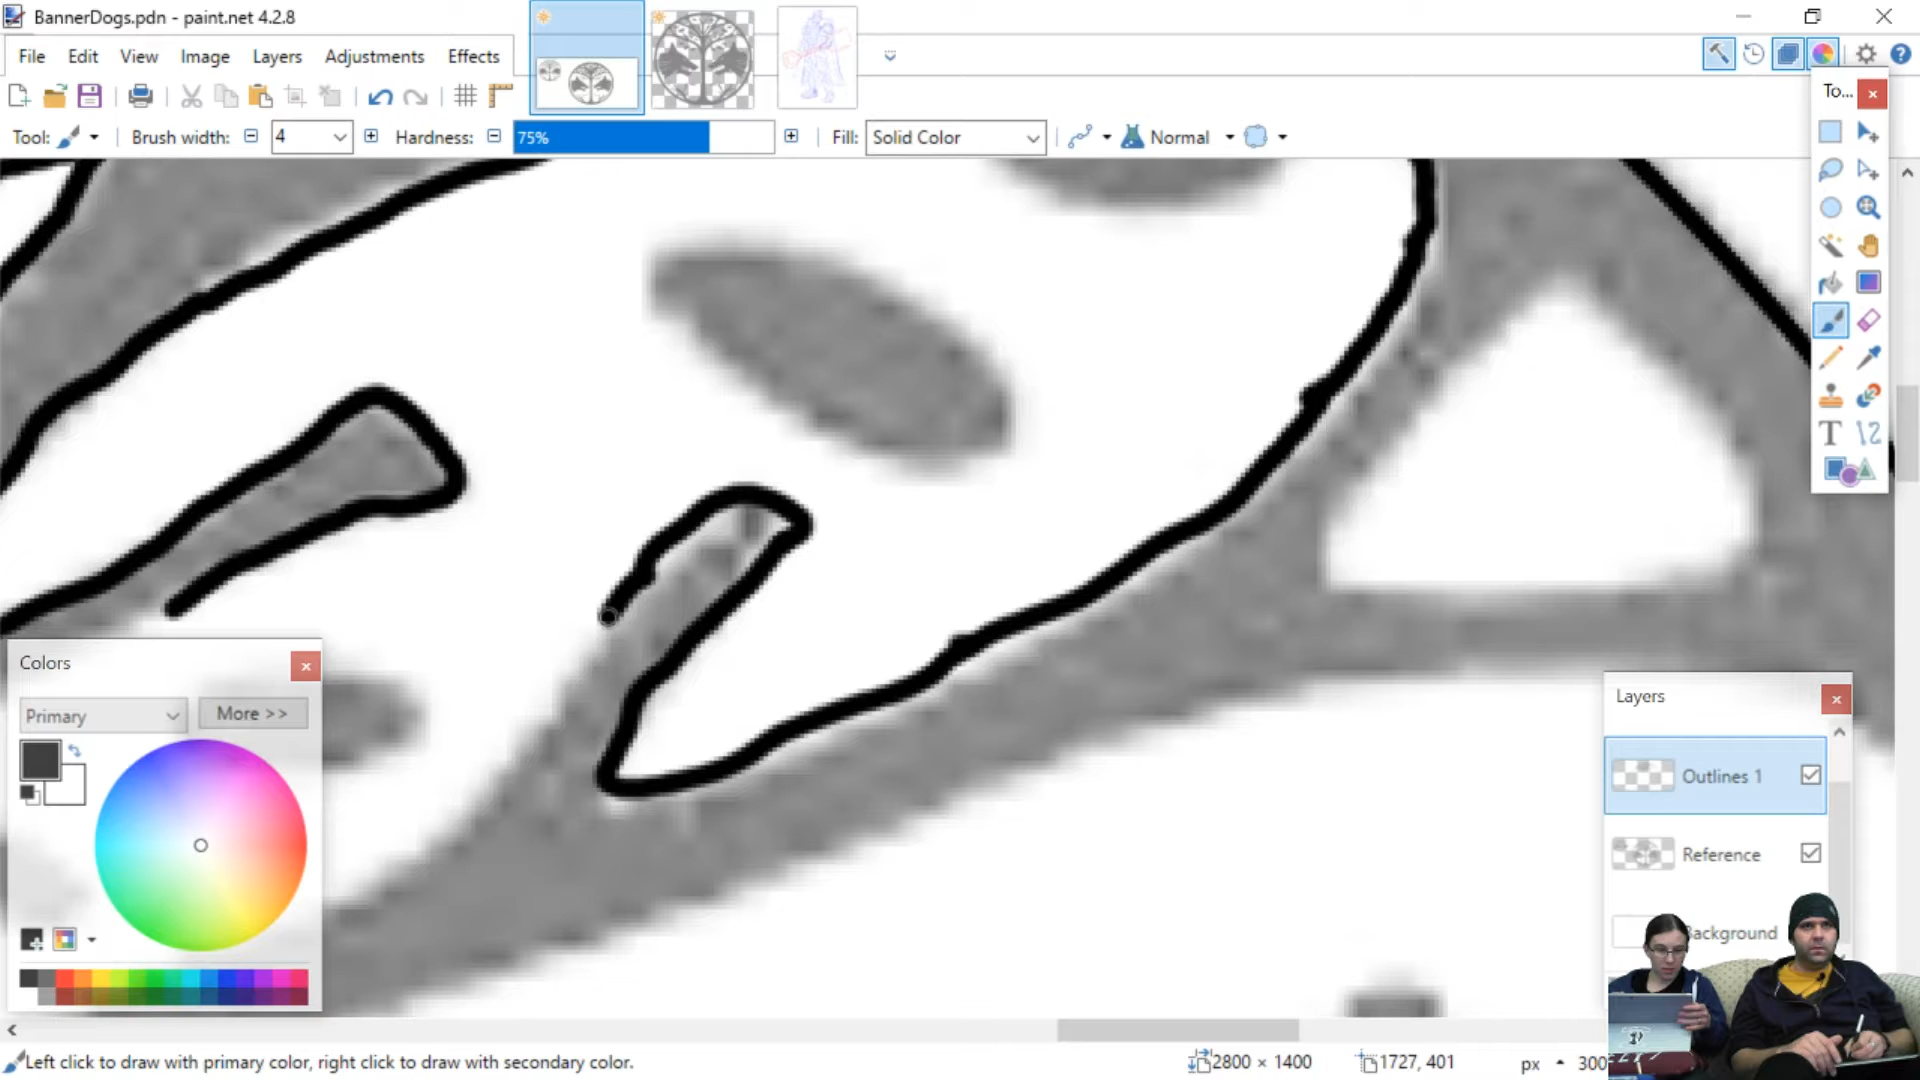 BannerDogs.pdn - paint.net 4.2.8
File Edit View Image Layers Adjustments Effects
Tool: Brush width: 4 Hardness: 75% Fill: Solid Color Normal
To...
T
Colors
Primary More >>
Layers
Outlines 1
Reference
Background
Left click to draw with primary color, right click to draw with secondary color. 2800 × 1400 1727, 401 px 300